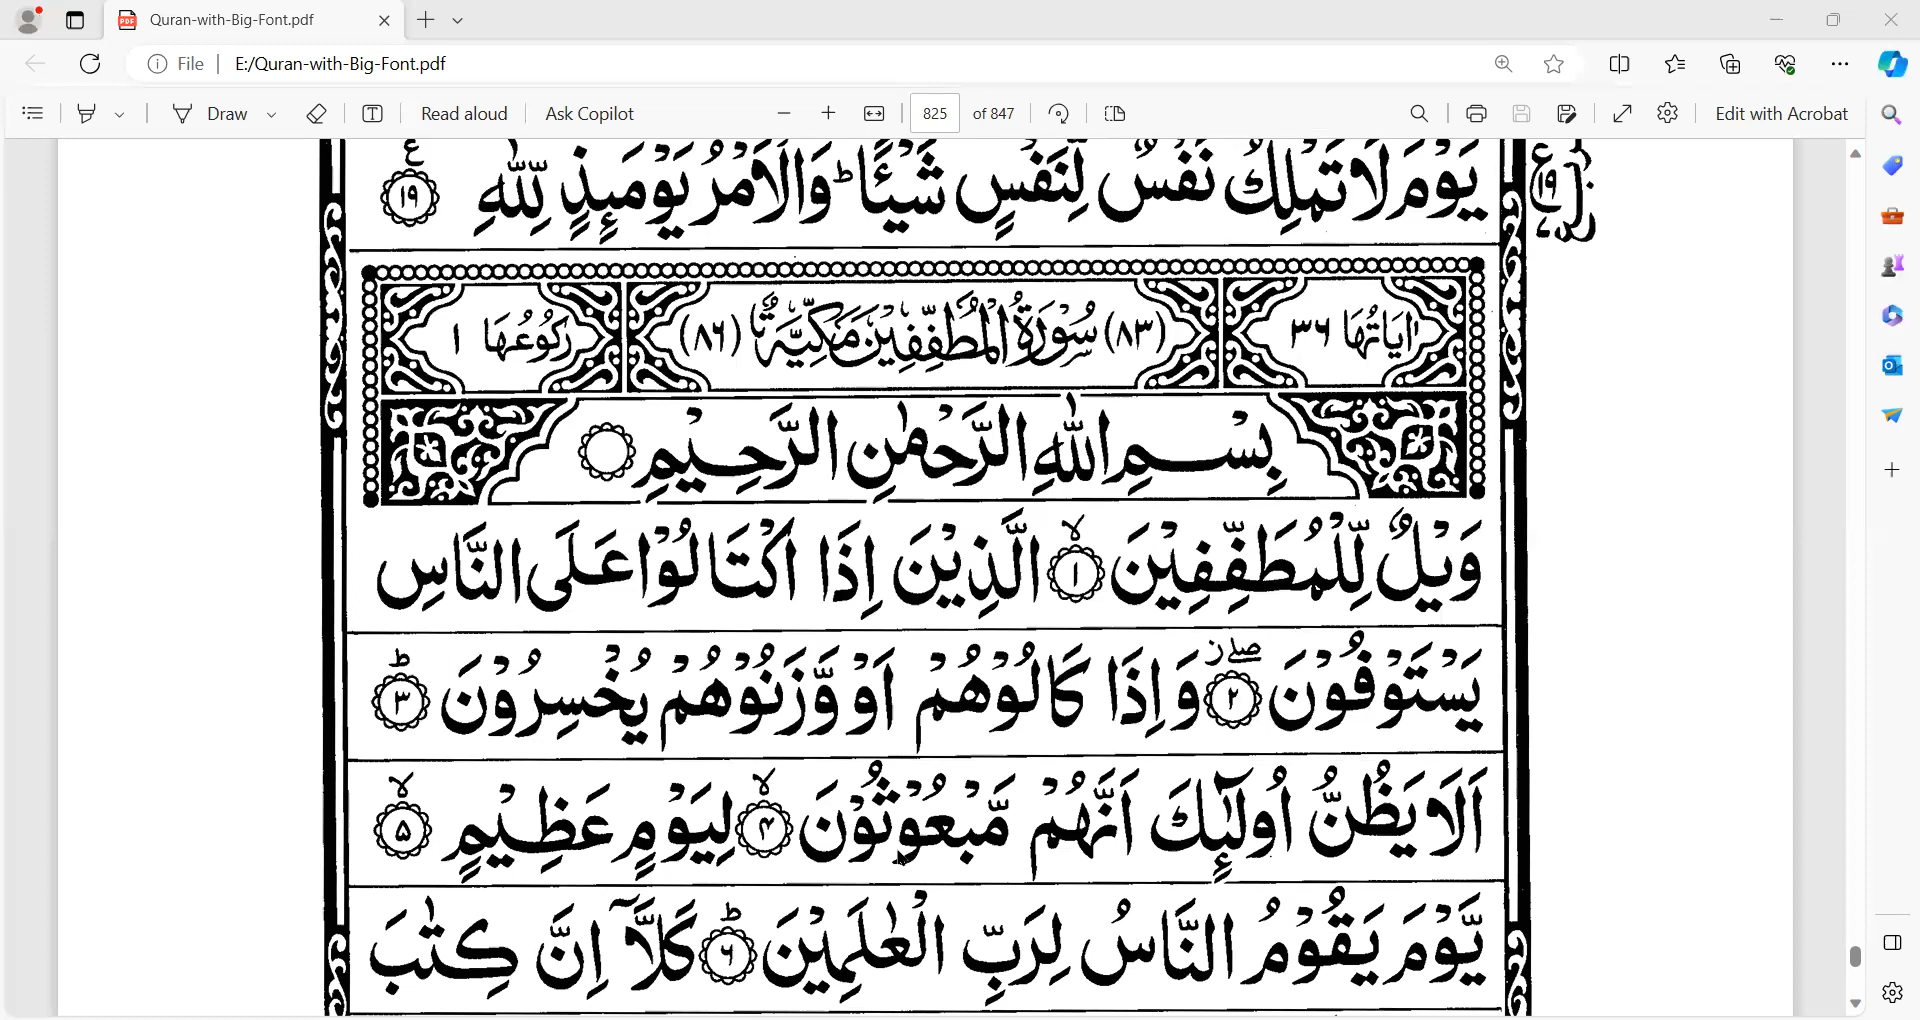 Quran-with-Big-Font.pdf
File
E:/Quran-with-Big-Font.pdf
Draw
Read aloud
Ask Copilot
825 of 847
Edit with Acrobat
يَوْمَ لَا تَمْلِكُ نَفْسٌ لِّنَفْسٍ شَيْئًا ؕ وَالْاَمْرُ يَوْمَىِٕذٍ لِّلّٰهِ ۱۹ ع
ع ۱۹
اٰيَاتُهَا ۳۶ (۸۳) سُوْرَةُ الْمُطَفِّفِيْنَ مَكِّيَّةٌ (۸۶) رُكُوْعُهَا ۱
بِسْمِ اللّٰهِ الرَّحْمٰنِ الرَّحِيْمِ
وَيْلٌ لِّلْمُطَفِّفِيْنَ ۙ۱ الَّذِيْنَ اِذَا اكْتَالُوْا عَلَى النَّاسِ
يَسْتَوْفُوْنَ ۲ صلے ز وَاِذَا كَالُوْهُمْ اَوْ وَّزَنُوْهُمْ يُخْسِرُوْنَ ؕ۳
اَلَا يَظُنُّ اُولٰٓىِٕكَ اَنَّهُمْ مَّبْعُوْثُوْنَ ۙ۴ لِيَوْمٍ عَظِيْمٍ ۙ۵
يَّوْمَ يَقُوْمُ النَّاسُ لِرَبِّ الْعٰلَمِيْنَ ؕ۶ كَلَّاۤ اِنَّ كِتٰبَ